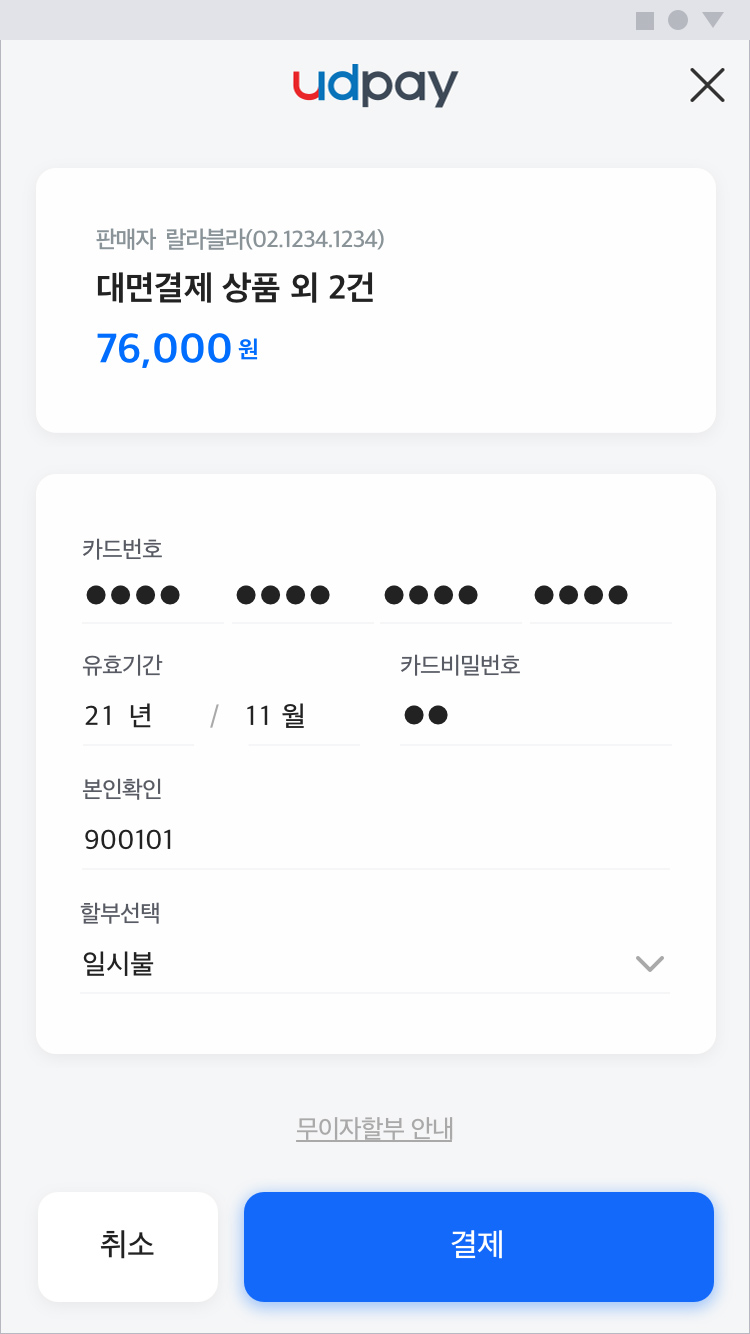 udpay
판매자 랄라블라(02.1234.1234)
대면결제 상품 외 2건
76,000 원
카드번호
●●●● ●●●● ●●●● ●●●●
유효기간 카드비밀번호
21 년 / 11 월 ●●
본인확인
900101
할부선택
일시불
무이자할부 안내
취소 결제